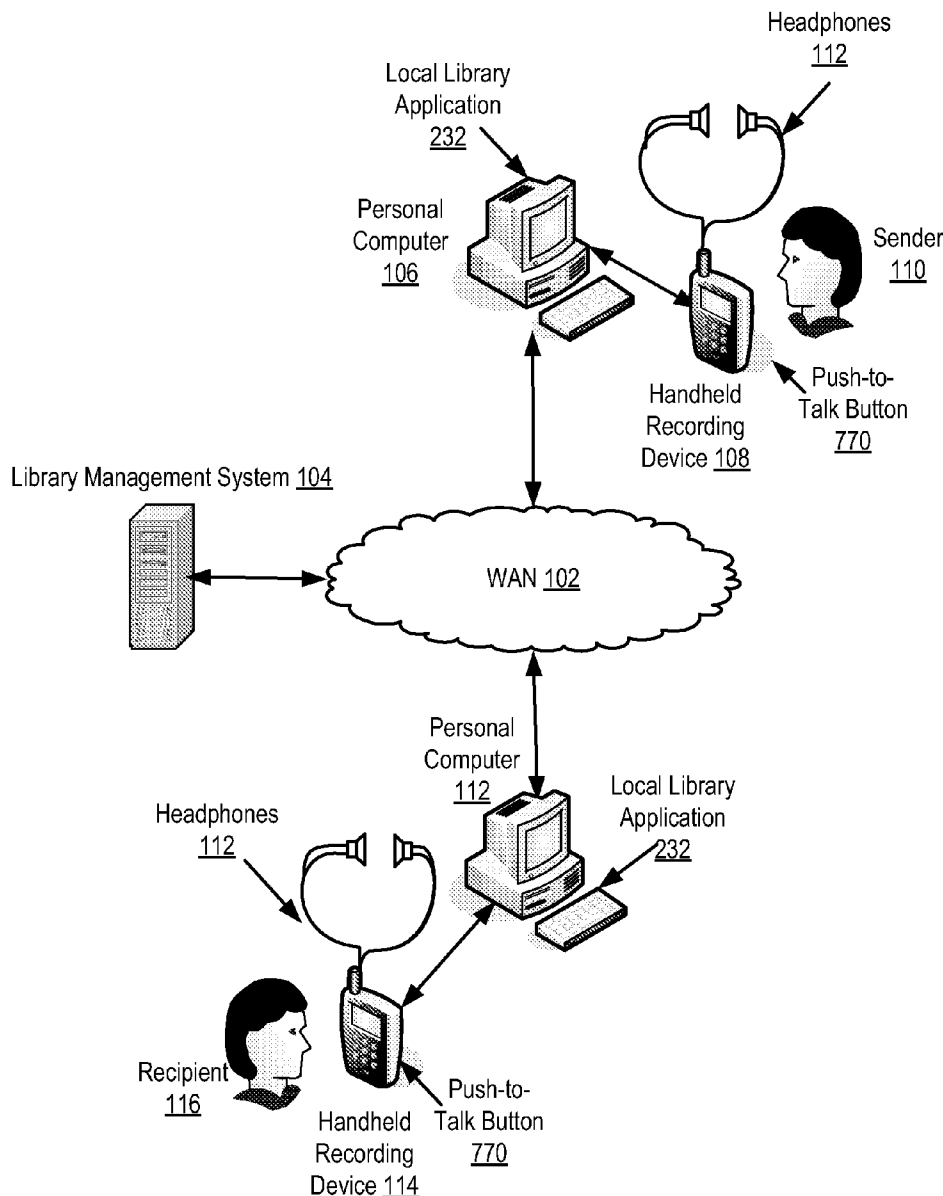 Headphones
112
Local Library
Application
232
Personal
Computer
106
Sender
110
Push-to-
Talk Button
770
Handheld
Recording
Device 108
Library Management System 104
WAN 102
Personal
Computer
112
Local Library
Application
232
Headphones
112
Recipient
116
Push-to-
Talk Button
770
Handheld
Recording
Device 114